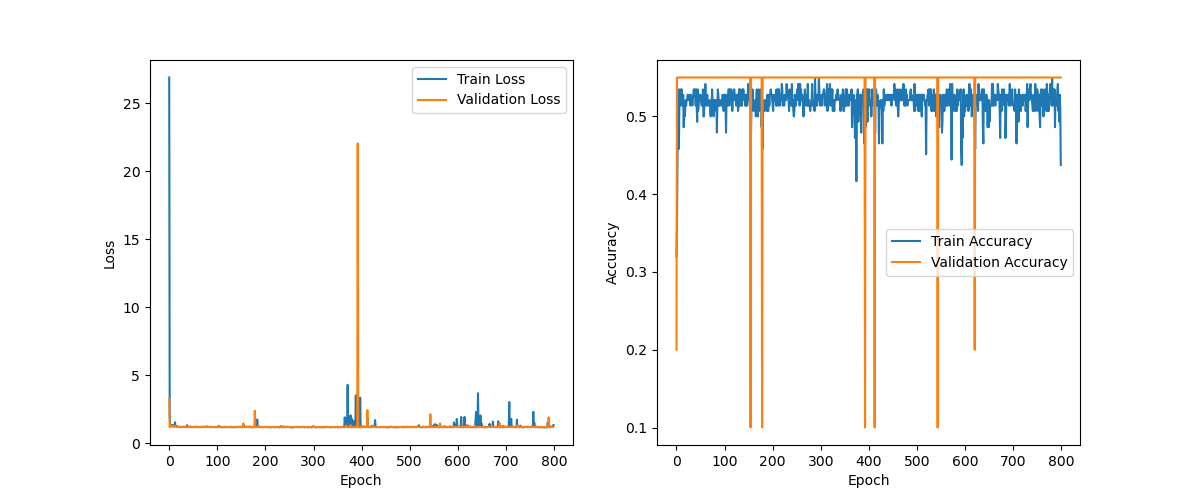 Train Loss
Validation Loss
25
20
15
10
5
0
0 100 200 300 400 500 600 700 800
Epoch
Loss
Train Accuracy
Validation Accuracy
0.5
0.4
0.3
0.2
0.1
0 100 200 300 400 500 600 700 800
Epoch
Accuracy